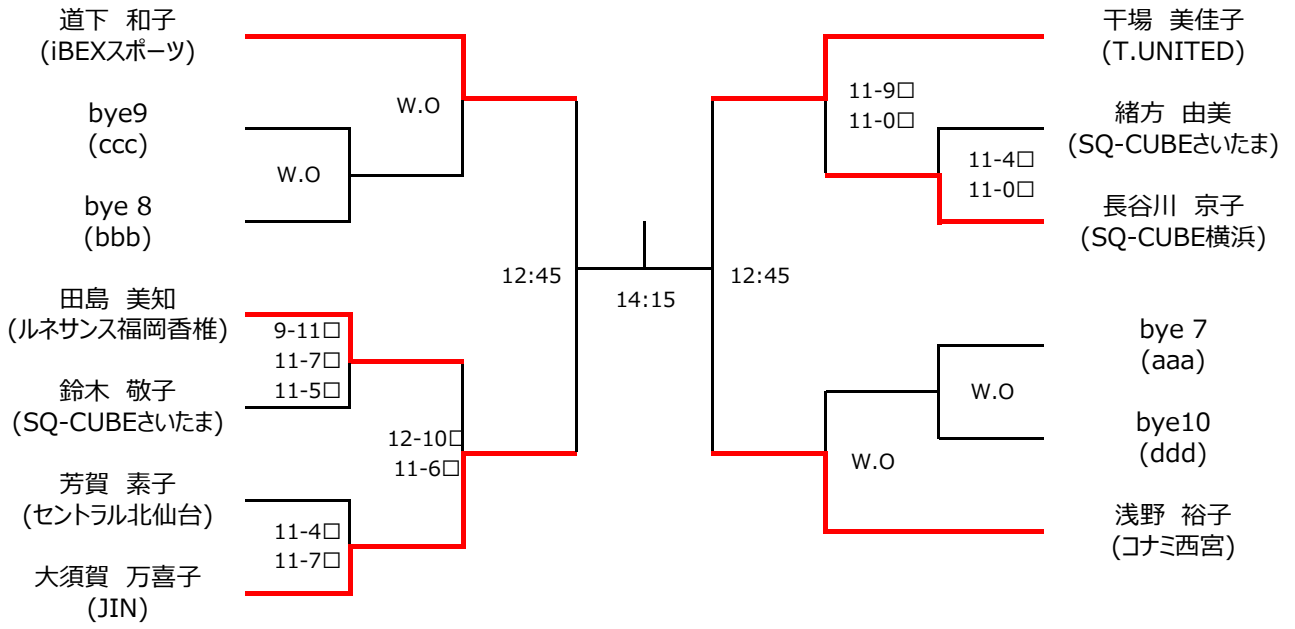 道下 和子
(iBEXスポーツ)
W.O
bye9
(ccc)
W.O
bye 8
(bbb)
12:45
田島 美知
(ルネサンス福岡香椎)
9-11□
11-7□
11-5□
鈴木 敬子
(SQ-CUBEさいたま)
12-10□
11-6□
芳賀 素子
(セントラル北仙台)
11-4□
11-7□
大須賀 万喜子
(JIN)
14:15
干場 美佳子
(T.UNITED)
11-9□
11-0□
緒方 由美
(SQ-CUBEさいたま)
11-4□
11-0□
長谷川 京子
(SQ-CUBE横浜)
12:45
bye 7
(aaa)
W.O
bye10
(ddd)
W.O
浅野 裕子
(コナミ西宮)